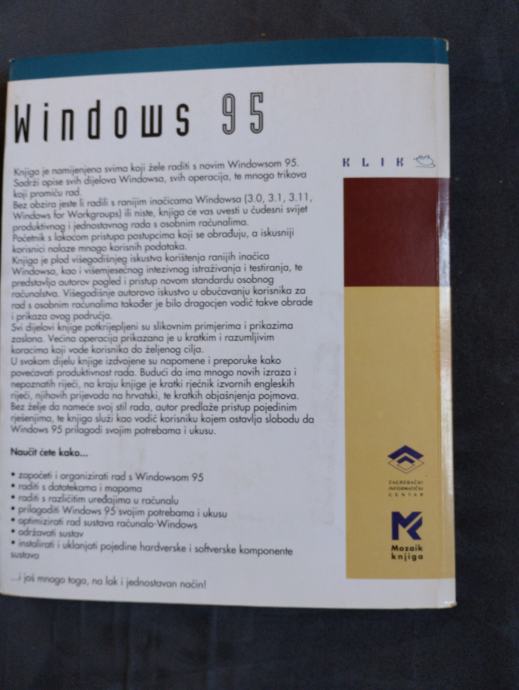 Windows 95
Knjiga je namijenjena svima koji žele raditi s novim Windowsom 95.
Sadrži opise svih dijelova Windowsa, svih operacija, te mnogo trikova
koji promiču rad.
Bez obzira jeste li radili s ranijim inačicama Windowsa (3.0, 3.1, 3.11,
Windows for Workgroups) ili niste, knjiga će vas uvesti u čudesni svijet
produktivnog i jednostavnog rada s osobnim računalima.
Početnik s lakoćom pristupa postupcima koji se obrađuju, a iskusniji
korisnici nalaze mnogo korisnih podataka.
Knjiga je plod višegodišnjeg iskustva korištenja ranijih inačica
Windowsa, kao i višemjesečnog intezivnog istraživanja i testiranja, te
predstavlja autorov pogled i pristup novom standardu osobnog
računalstva. Višegodišnje autorovo iskustvo u obučavanju korisnika za
rad s osobnim računalima također je bilo dragocjen vodič takve obrade
i prikaza ovog područja.
Svi dijelovi knjige potkrijepljeni su slikovnim primjerima i prikazima
zaslona. Većina operacija prikazana je u kratkim i razumljivim
koracima koji vode korisnika do željenog cilja.
U svakom dijelu knjige izdvojene su napomene i preporuke kako
povećavati produktivnost rada. Budući da ima mnogo novih izraza i
nepoznatih riječi, na kraju knjige je kratki rječnik izvornih engleskih
riječi, njihovih prijevoda na hrvatski, te kratkih objašnjenja pojmova.
Bez želje da nameće svoj stil rada, autor predlaže pristup pojedinim
rješenjima, te knjiga služi kao vodič korisniku kojem ostavlja slobodu da
Windows 95 prilagodi svojim potrebama i ukusu.
Naučit ćete kako...
• započeti i organizirati rad s Windowsom 95
• raditi s datotekama i mapama
• raditi s različitim uređajima u računalu
• prilagoditi Windows 95 svojim potrebama i ukusu
• optimizirati rad sustava računalo-Windows
• održavati sustav
• instalirati i uklanjati pojedine hardverske i softverske komponente
sustava
...i još mnogo toga, na lak i jednostavan način!
KLIK
ZAGREBAČKI
INFORMATIČKI
CENTAR
MK
Mozaik
knjiga